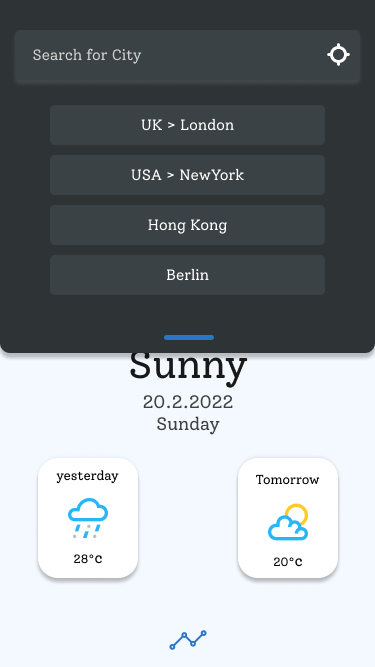 Search for City
UK > London
USA > NewYork
Hong Kong
Berlin
Sunny
20.2.2022
Sunday
yesterday
28°c
Tomorrow
20°c